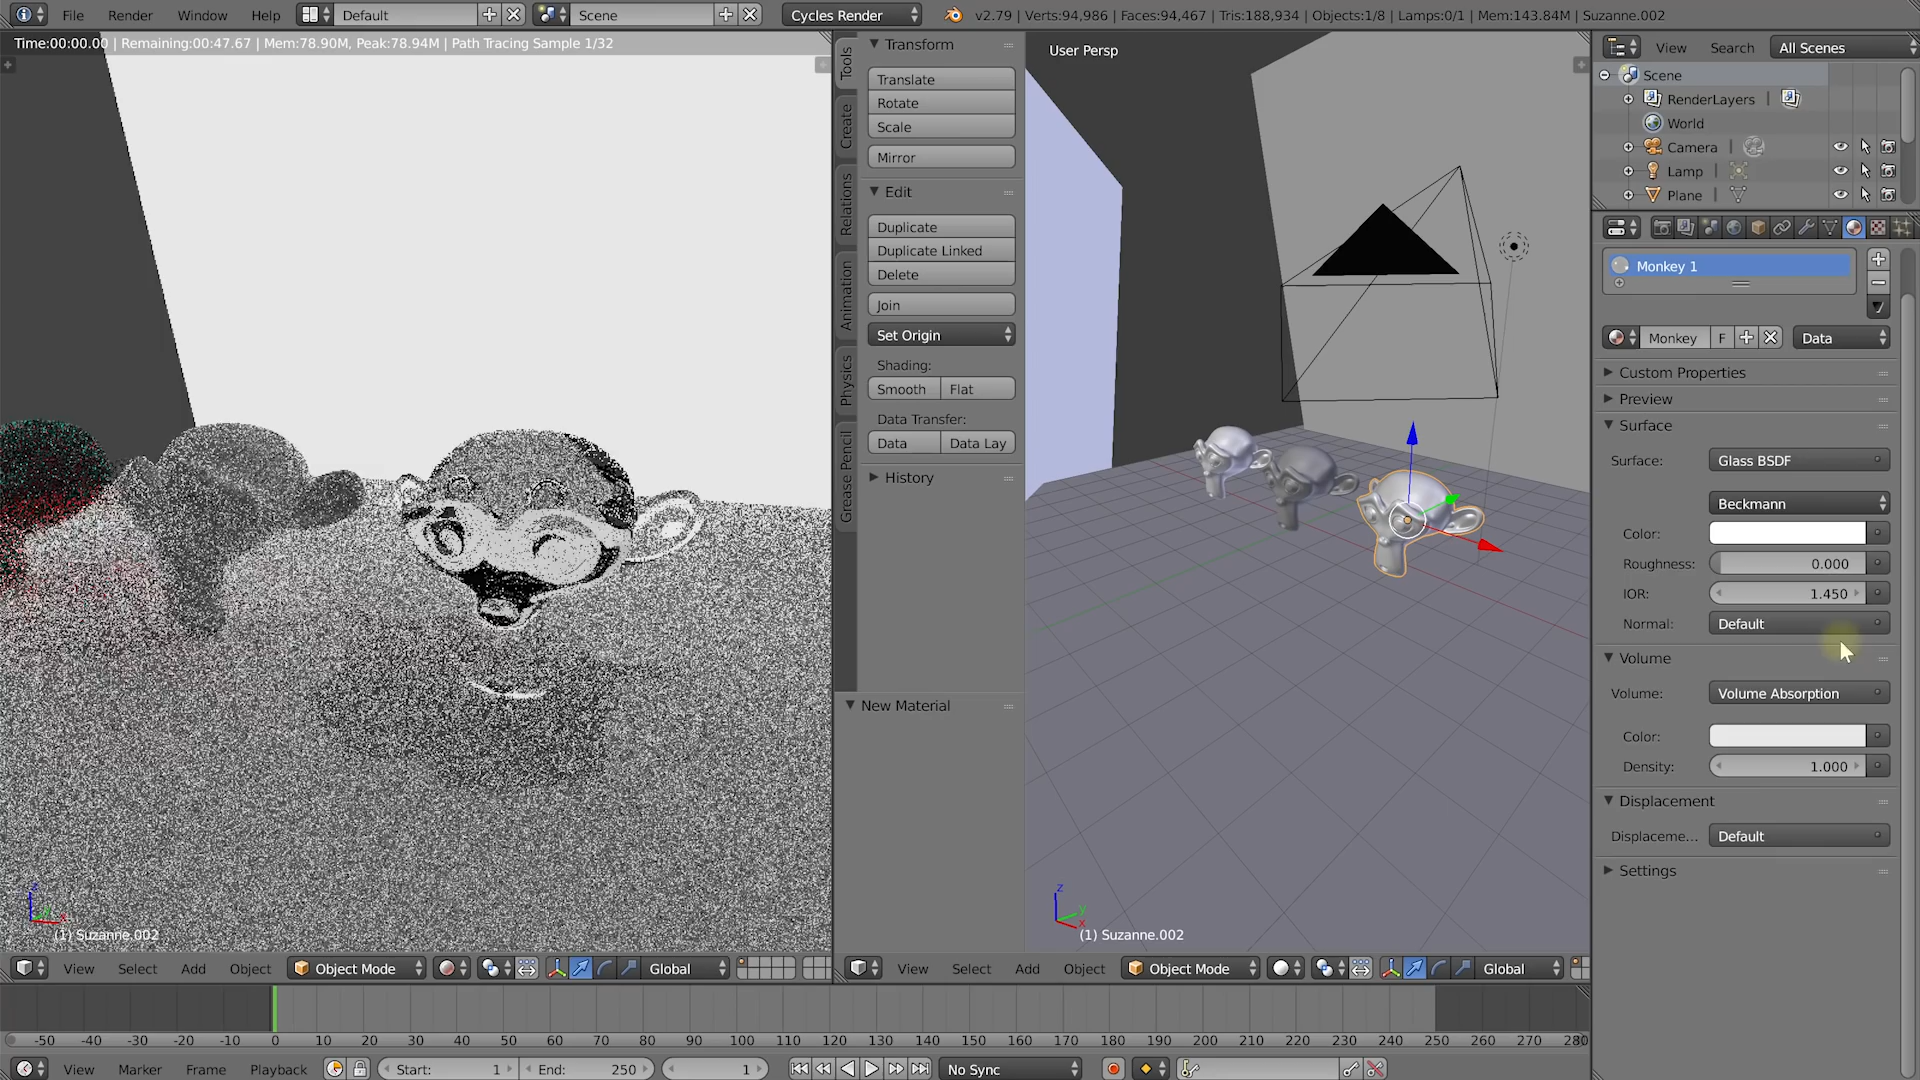 File Render Window Help Default Scene Cycles Render v2.79 | Verts:94,986 | Faces:94,467 | Tris:188,934 | Objects:1/8 | Lamps:0/1 | Mem:143.84M | Suzanne.002
Time:00:00.00 | Remaining:00:47.67 | Mem:78.90M, Peak:78.94M | Path Tracing Sample 1/32
(1) Suzanne.002
View Select Add Object Object Mode Global
Tools
Create
Relations
Animation
Physics
Grease Pencil
Transform
Translate
Rotate
Scale
Mirror
Edit
Duplicate
Duplicate Linked
Delete
Join
Set Origin
Shading:
Smooth Flat
Data Transfer:
Data Data Lay
History
New Material
User Persp
(1) Suzanne.002
View Select Add Object Object Mode Global
View Search All Scenes
Scene
RenderLayers |
World
Camera |
Lamp |
Plane |
Monkey 1
Monkey F Data
Custom Properties
Preview
Surface
Surface: Glass BSDF
Beckmann
Color:
Roughness: 0.000
IOR: 1.450
Normal: Default
Volume
Volume: Volume Absorption
Color:
Density: 1.000
Displacement
Displaceme... Default
Settings
-50 -40 -30 -20 -10 0 10 20 30 40 50 60 70 80 90 100 110 120 130 140 150 160 170 180 190 200 210 220 230 240 250 260 270 280
View Marker Frame Playback Start: 1 End: 250 1 No Sync